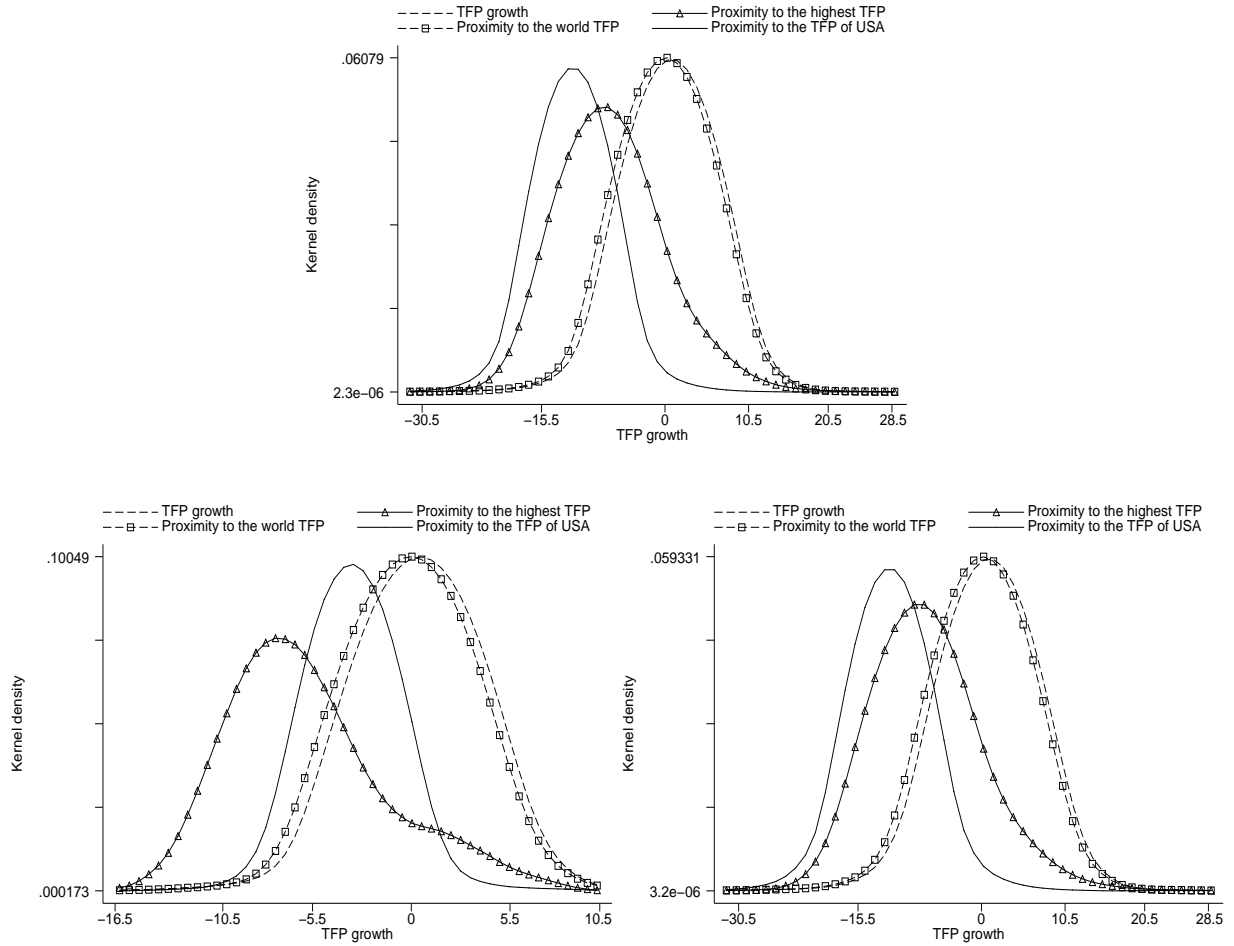 TFP growth
Proximity to the highest TFP
Proximity to the world TFP
Proximity to the TFP of USA
.06079
Kernel density
2.3e−06
−30.5
−15.5
0
10.5
20.5
28.5
TFP growth
TFP growth
Proximity to the highest TFP
Proximity to the world TFP
Proximity to the TFP of USA
.10049
Kernel density
.000173
−16.5
−10.5
−5.5
0
5.5
10.5
TFP growth
TFP growth
Proximity to the highest TFP
Proximity to the world TFP
Proximity to the TFP of USA
.059331
Kernel density
3.2e−06
−30.5
−15.5
0
10.5
20.5
28.5
TFP growth